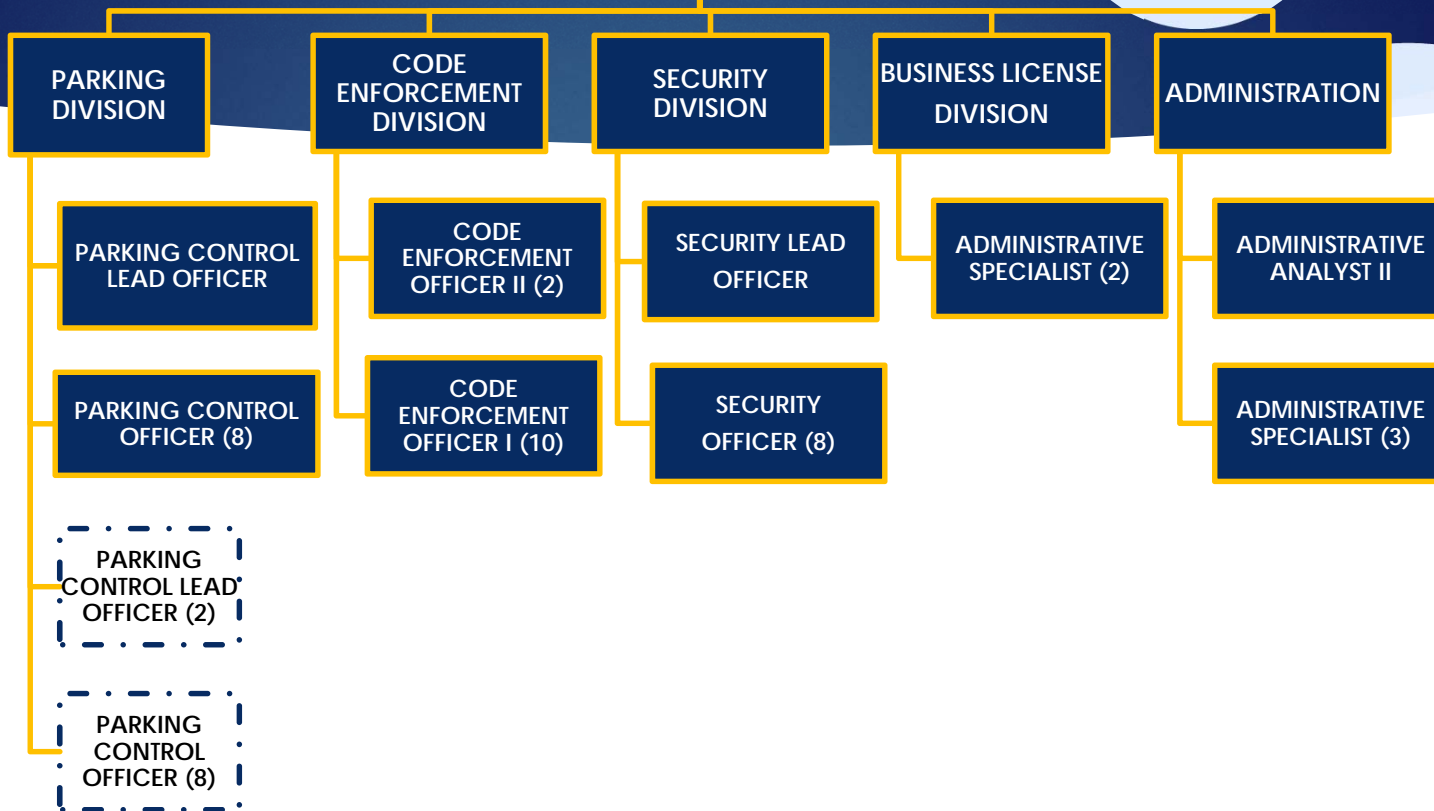 PARKING
DIVISION
CODE
ENFORCEMENT
DIVISION
SECURITY
DIVISION
BUSINESS LICENSE
DIVISION
ADMINISTRATION
PARKING CONTROL
LEAD OFFICER
CODE
ENFORCEMENT
OFFICER II (2)
SECURITY LEAD
OFFICER
ADMINISTRATIVE
SPECIALIST (2)
ADMINISTRATIVE
ANALYST II
PARKING CONTROL
OFFICER (8)
CODE
ENFORCEMENT
OFFICER I (10)
SECURITY
OFFICER (8)
ADMINISTRATIVE
SPECIALIST (3)
PARKING
CONTROL LEAD
OFFICER (2)
PARKING
CONTROL
OFFICER (8)